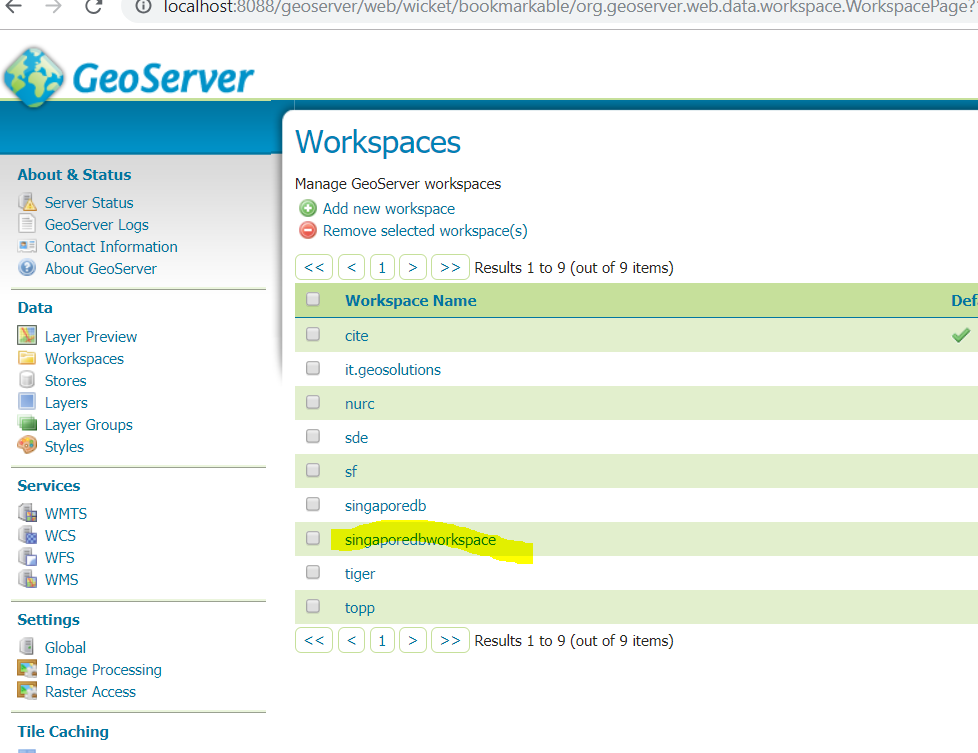 localhost:8088/geoserver/web/wicket/bookmarkable/org.geoserver.web.data.workspace.WorkspacePage?
GeoServer
Workspaces
Manage GeoServer workspaces
Add new workspace
Remove selected workspace(s)
<< < 1 > >> Results 1 to 9 (out of 9 items)
Workspace Name Def
cite
it.geosolutions
nurc
sde
sf
singaporedb
singaporedbworkspace
tiger
topp
<< < 1 > >> Results 1 to 9 (out of 9 items)
About & Status
Server Status
GeoServer Logs
Contact Information
About GeoServer
Data
Layer Preview
Workspaces
Stores
Layers
Layer Groups
Styles
Services
WMTS
WCS
WFS
WMS
Settings
Global
Image Processing
Raster Access
Tile Caching